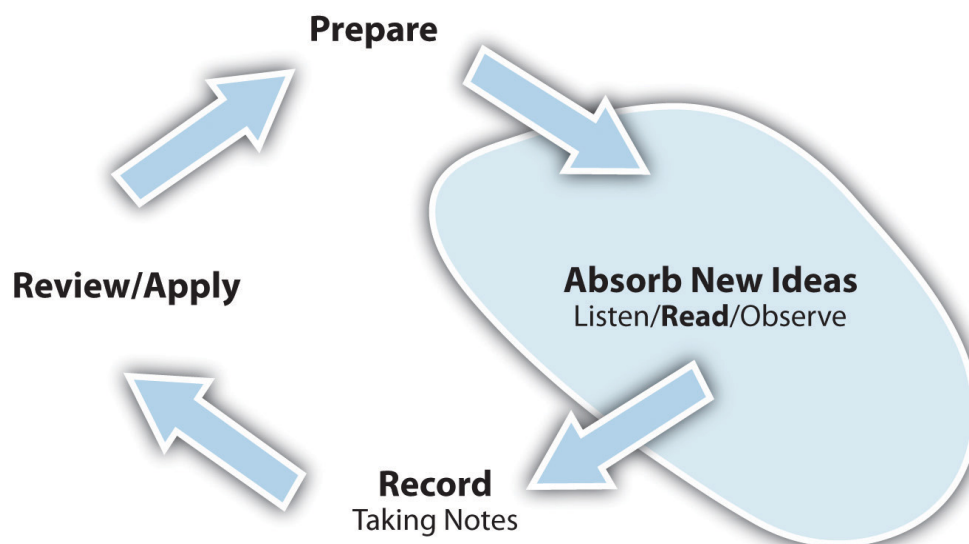 Prepare
Absorb New Ideas
Listen/Read/Observe
Record
Taking Notes
Review/Apply